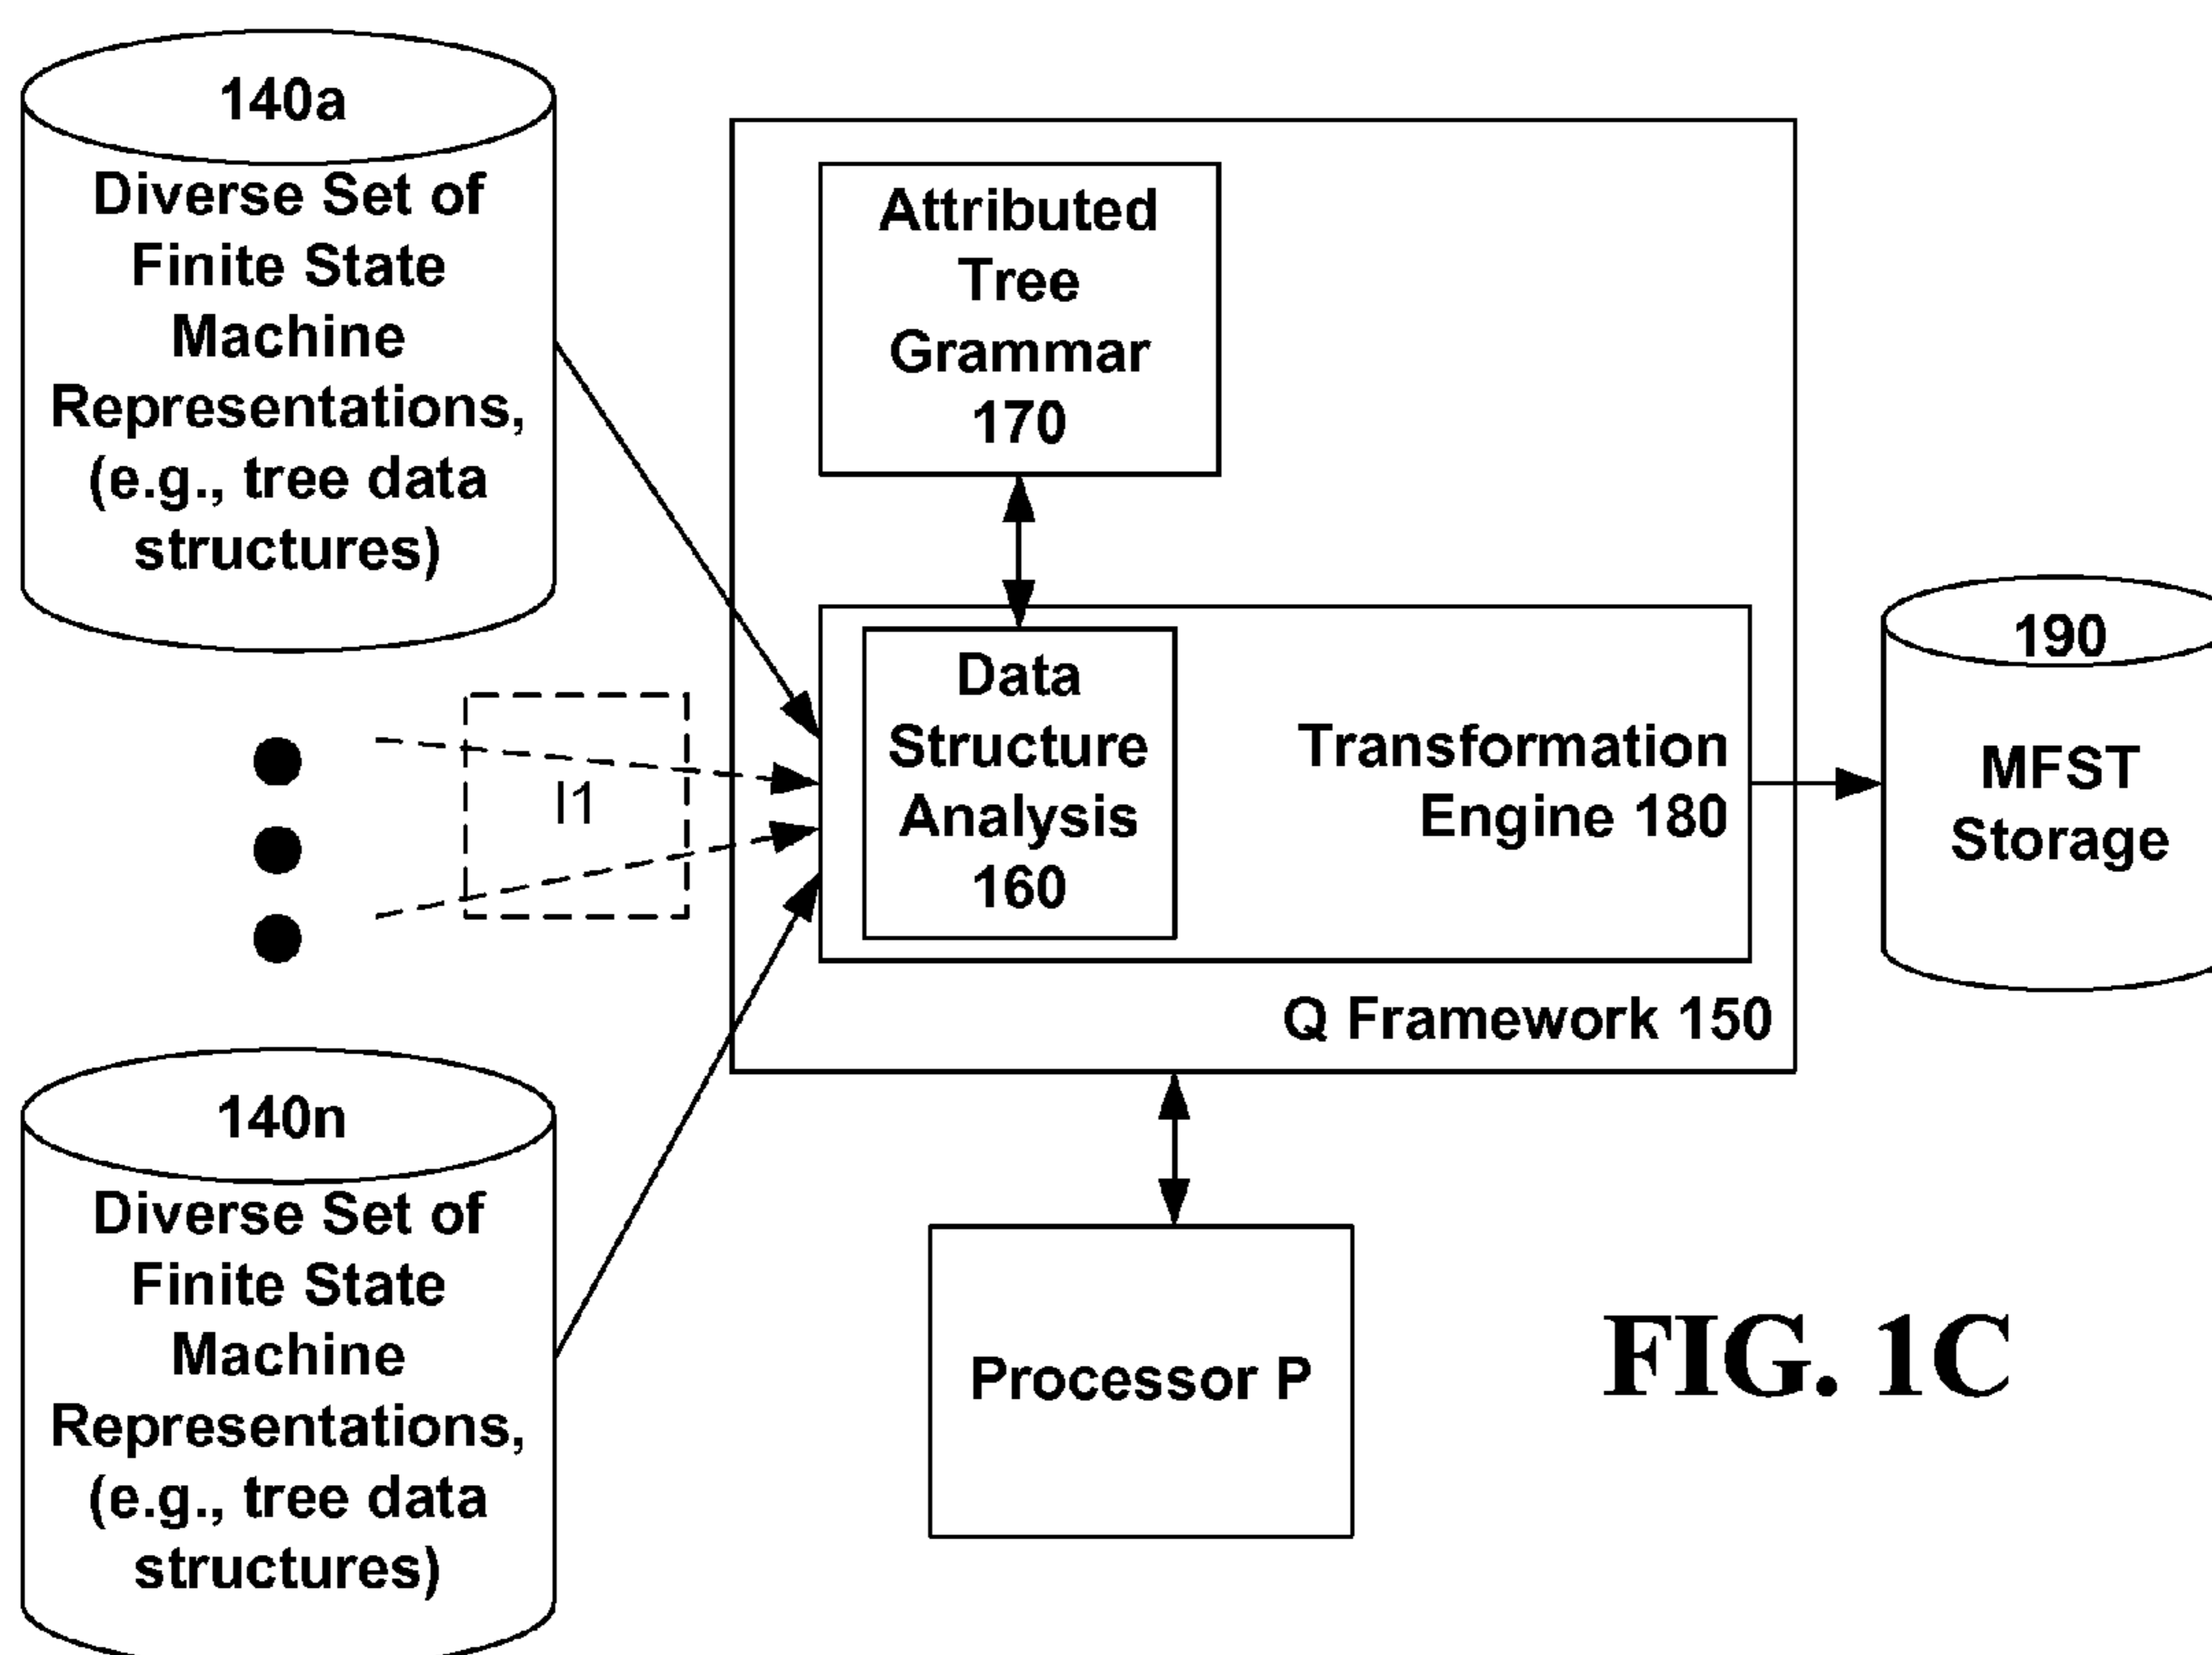 140a
Diverse Set of
Finite State
Machine
Representations,
(e.g., tree data
structures)
Attributed
Tree
Grammar
170
Data
Structure
Analysis
160
Transformation
Engine 180
I1
190
MFST
Storage
Q Framework 150
140n
Diverse Set of
Finite State
Machine
Representations,
(e.g., tree data
structures)
Processor P
FIG. 1C